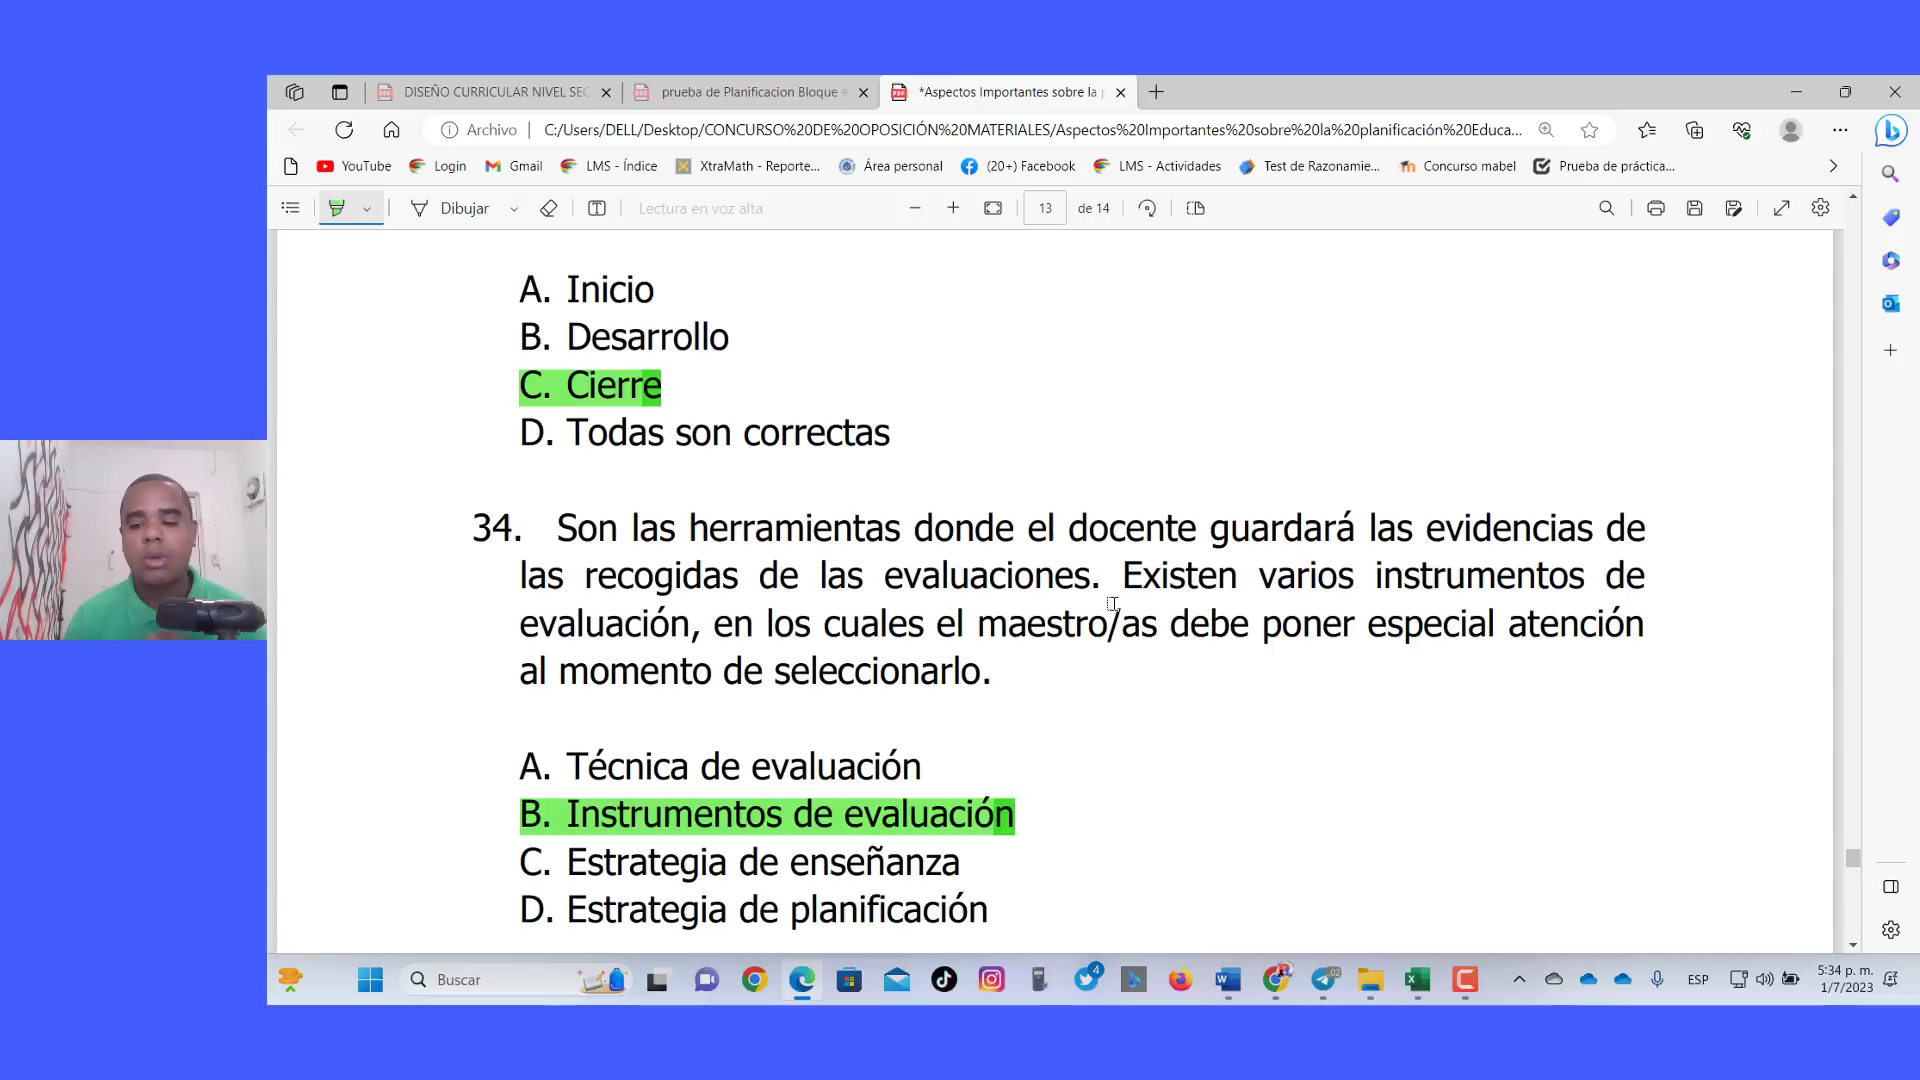 DISEÑO CURRICULAR NIVEL SEC
prueba de Planificacion Bloque #
*Aspectos Importantes sobre la p
Archivo
C:/Users/DELL/Desktop/CONCURSO%20DE%20OPOSICIÓN%20MATERIALES/Aspectos%20Importantes%20sobre%20la%20planificación%20Educa...
YouTube
Login
Gmail
LMS - Índice
XtraMath - Reporte...
Área personal
(20+) Facebook
LMS - Actividades
Test de Razonamie...
Concurso mabel
Prueba de práctica...
Dibujar
Lectura en voz alta
13
de 14
A. Inicio
B. Desarrollo
C. Cierre
D. Todas son correctas
34. Son las herramientas donde el docente guardará las evidencias de
las recogidas de las evaluaciones. Existen varios instrumentos de
evaluación, en los cuales el maestro/as debe poner especial atención
al momento de seleccionarlo.
A. Técnica de evaluación
B. Instrumentos de evaluación
C. Estrategia de enseñanza
D. Estrategia de planificación
Buscar
4
.02
ESP
5:34 p. m.
1/7/2023